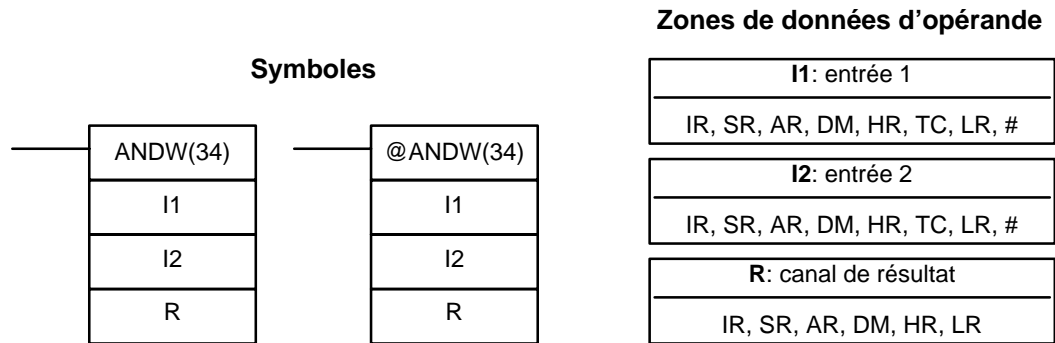 Symboles
ANDW(34)
I1
I2
R
@ANDW(34)
I1
I2
R
Zones de données d’opérande
I1: entrée 1
IR, SR, AR, DM, HR, TC, LR, #
I2: entrée 2
IR, SR, AR, DM, HR, TC, LR, #
R: canal de résultat
IR, SR, AR, DM, HR, LR